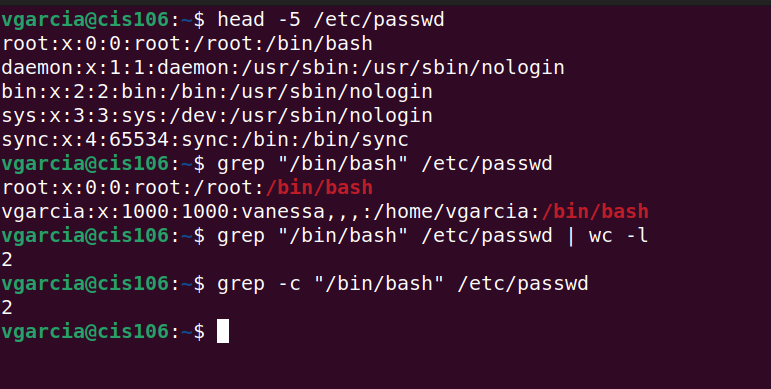 vgarcia@cis106:~$ head -5 /etc/passwd
root:x:0:0:root:/root:/bin/bash
daemon:x:1:1:daemon:/usr/sbin:/usr/sbin/nologin
bin:x:2:2:bin:/bin:/usr/sbin/nologin
sys:x:3:3:sys:/dev:/usr/sbin/nologin
sync:x:4:65534:sync:/bin:/bin/sync
vgarcia@cis106:~$ grep "/bin/bash" /etc/passwd
root:x:0:0:root:/root:/bin/bash
vgarcia:x:1000:1000:vanessa,,,:/home/vgarcia:/bin/bash
vgarcia@cis106:~$ grep "/bin/bash" /etc/passwd | wc -l
2
vgarcia@cis106:~$ grep -c "/bin/bash" /etc/passwd
2
vgarcia@cis106:~$